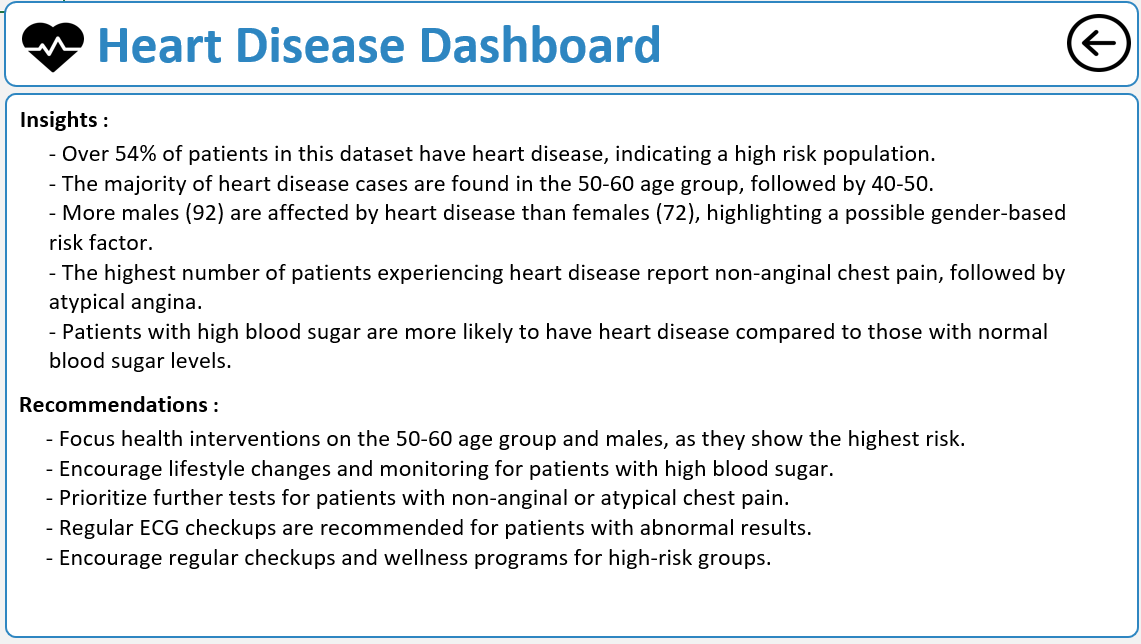 Heart Disease Dashboard
Insights :
- Over 54% of patients in this dataset have heart disease, indicating a high risk population.
- The majority of heart disease cases are found in the 50-60 age group, followed by 40-50.
- More males (92) are affected by heart disease than females (72), highlighting a possible gender-based
risk factor.
- The highest number of patients experiencing heart disease report non-anginal chest pain, followed by
atypical angina.
- Patients with high blood sugar are more likely to have heart disease compared to those with normal
blood sugar levels.
Recommendations :
- Focus health interventions on the 50-60 age group and males, as they show the highest risk.
- Encourage lifestyle changes and monitoring for patients with high blood sugar.
- Prioritize further tests for patients with non-anginal or atypical chest pain.
- Regular ECG checkups are recommended for patients with abnormal results.
- Encourage regular checkups and wellness programs for high-risk groups.